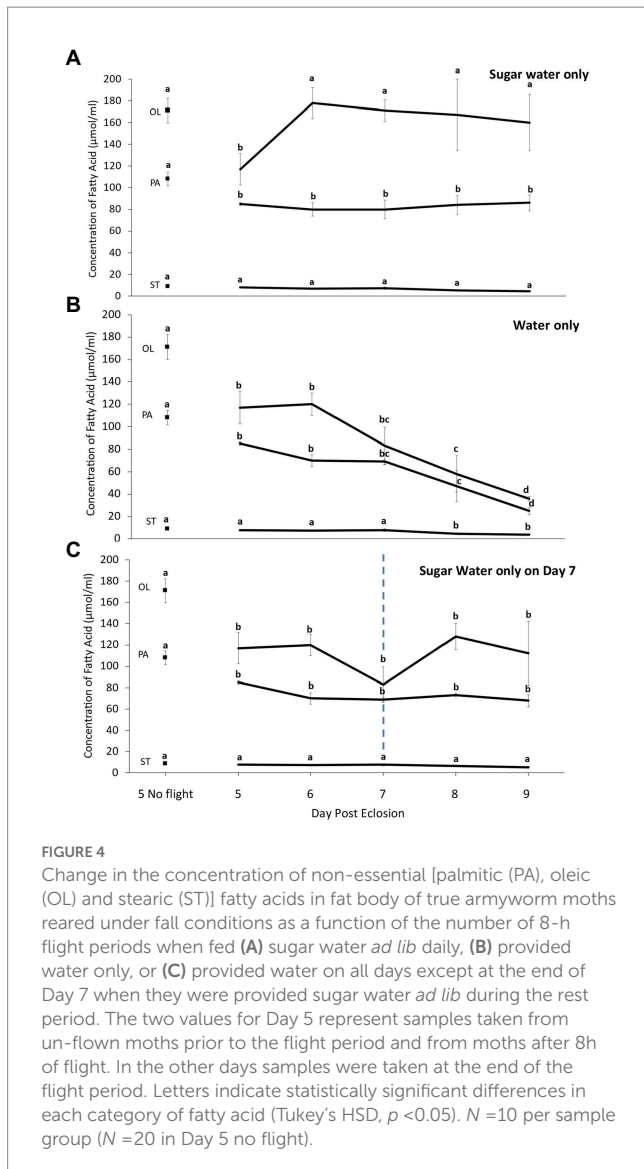 A
Sugar water only
Concentration of Fatty Acid (µmol/ml)
200
180
160
140
120
100
80
60
40
20
0
a
OL
a
PA
a
ST
b
a
a
a
a
b
b
b
b
b
a
a
a
a
a
B
Water only
Concentration of Fatty Acid (µmol/ml)
200
180
160
140
120
100
80
60
40
20
0
a
OL
a
PA
a
ST
b
b
bc
c
d
b
b
bc
c
d
a
a
a
b
b
C
Sugar Water only on Day 7
Concentration of Fatty Acid (µmol/ml)
200
180
160
140
120
100
80
60
40
20
0
a
OL
a
PA
a
ST
b
b
b
b
b
b
b
b
b
b
a
a
a
a
a
5 No flight
5
6
7
8
9
Day Post Eclosion
FIGURE 4
Change in the concentration of non-essential [palmitic (PA), oleic
(OL) and stearic (ST)] fatty acids in fat body of true armyworm moths
reared under fall conditions as a function of the number of 8-h
flight periods when fed (A) sugar water ad lib daily, (B) provided
water only, or (C) provided water on all days except at the end of
Day 7 when they were provided sugar water ad lib during the rest
period. The two values for Day 5 represent samples taken from
un-flown moths prior to the flight period and from moths after 8h
of flight. In the other days samples were taken at the end of the
flight period. Letters indicate statistically significant differences in
each category of fatty acid (Tukey's HSD, p <0.05). N =10 per sample
group (N =20 in Day 5 no flight).